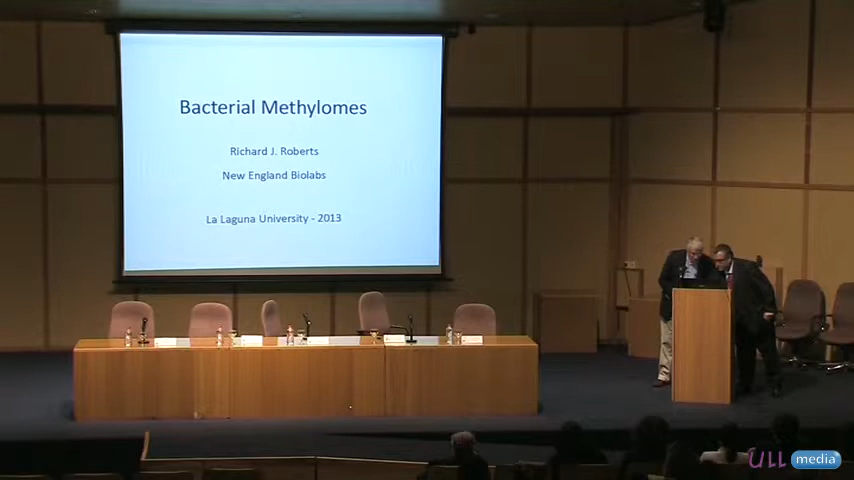 Bacterial Methylomes
Richard J. Roberts
New England Biolabs
La Laguna University - 2013
ULL media